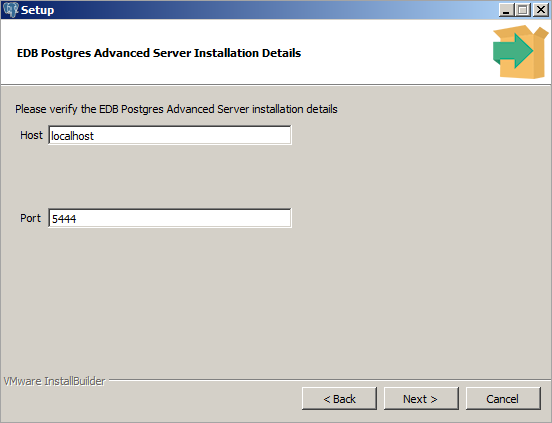 Setup
EDB Postgres Advanced Server Installation Details
Please verify the EDB Postgres Advanced Server installation details
Host localhost
Port 5444
VMware InstallBuilder
< Back Next > Cancel